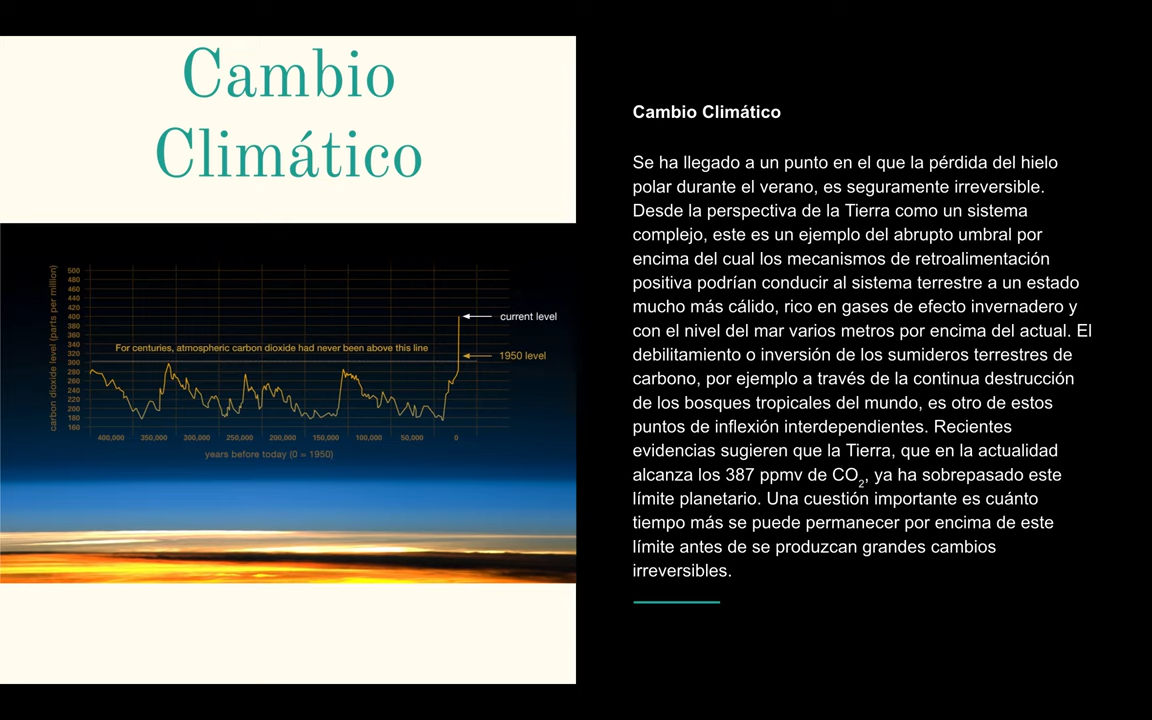 Cambio
Climático
carbon dioxide level (parts per million)
500
480
460
440
420
400
380
360
340
320
300
280
260
240
220
200
180
160
For centuries, atmospheric carbon dioxide had never been above this line
current level
1950 level
400,000 350,000 300,000 250,000 200,000 150,000 100,000 50,000 0
years before today (0 = 1950)
Cambio Climático
Se ha llegado a un punto en el que la pérdida del hielo
polar durante el verano, es seguramente irreversible.
Desde la perspectiva de la Tierra como un sistema
complejo, este es un ejemplo del abrupto umbral por
encima del cual los mecanismos de retroalimentación
positiva podrían conducir al sistema terrestre a un estado
mucho más cálido, rico en gases de efecto invernadero y
con el nivel del mar varios metros por encima del actual. El
debilitamiento o inversión de los sumideros terrestres de
carbono, por ejemplo a través de la continua destrucción
de los bosques tropicales del mundo, es otro de estos
puntos de inflexión interdependientes. Recientes
evidencias sugieren que la Tierra, que en la actualidad
alcanza los 387 ppmv de CO2, ya ha sobrepasado este
límite planetario. Una cuestión importante es cuánto
tiempo más se puede permanecer por encima de este
límite antes de se produzcan grandes cambios
irreversibles.